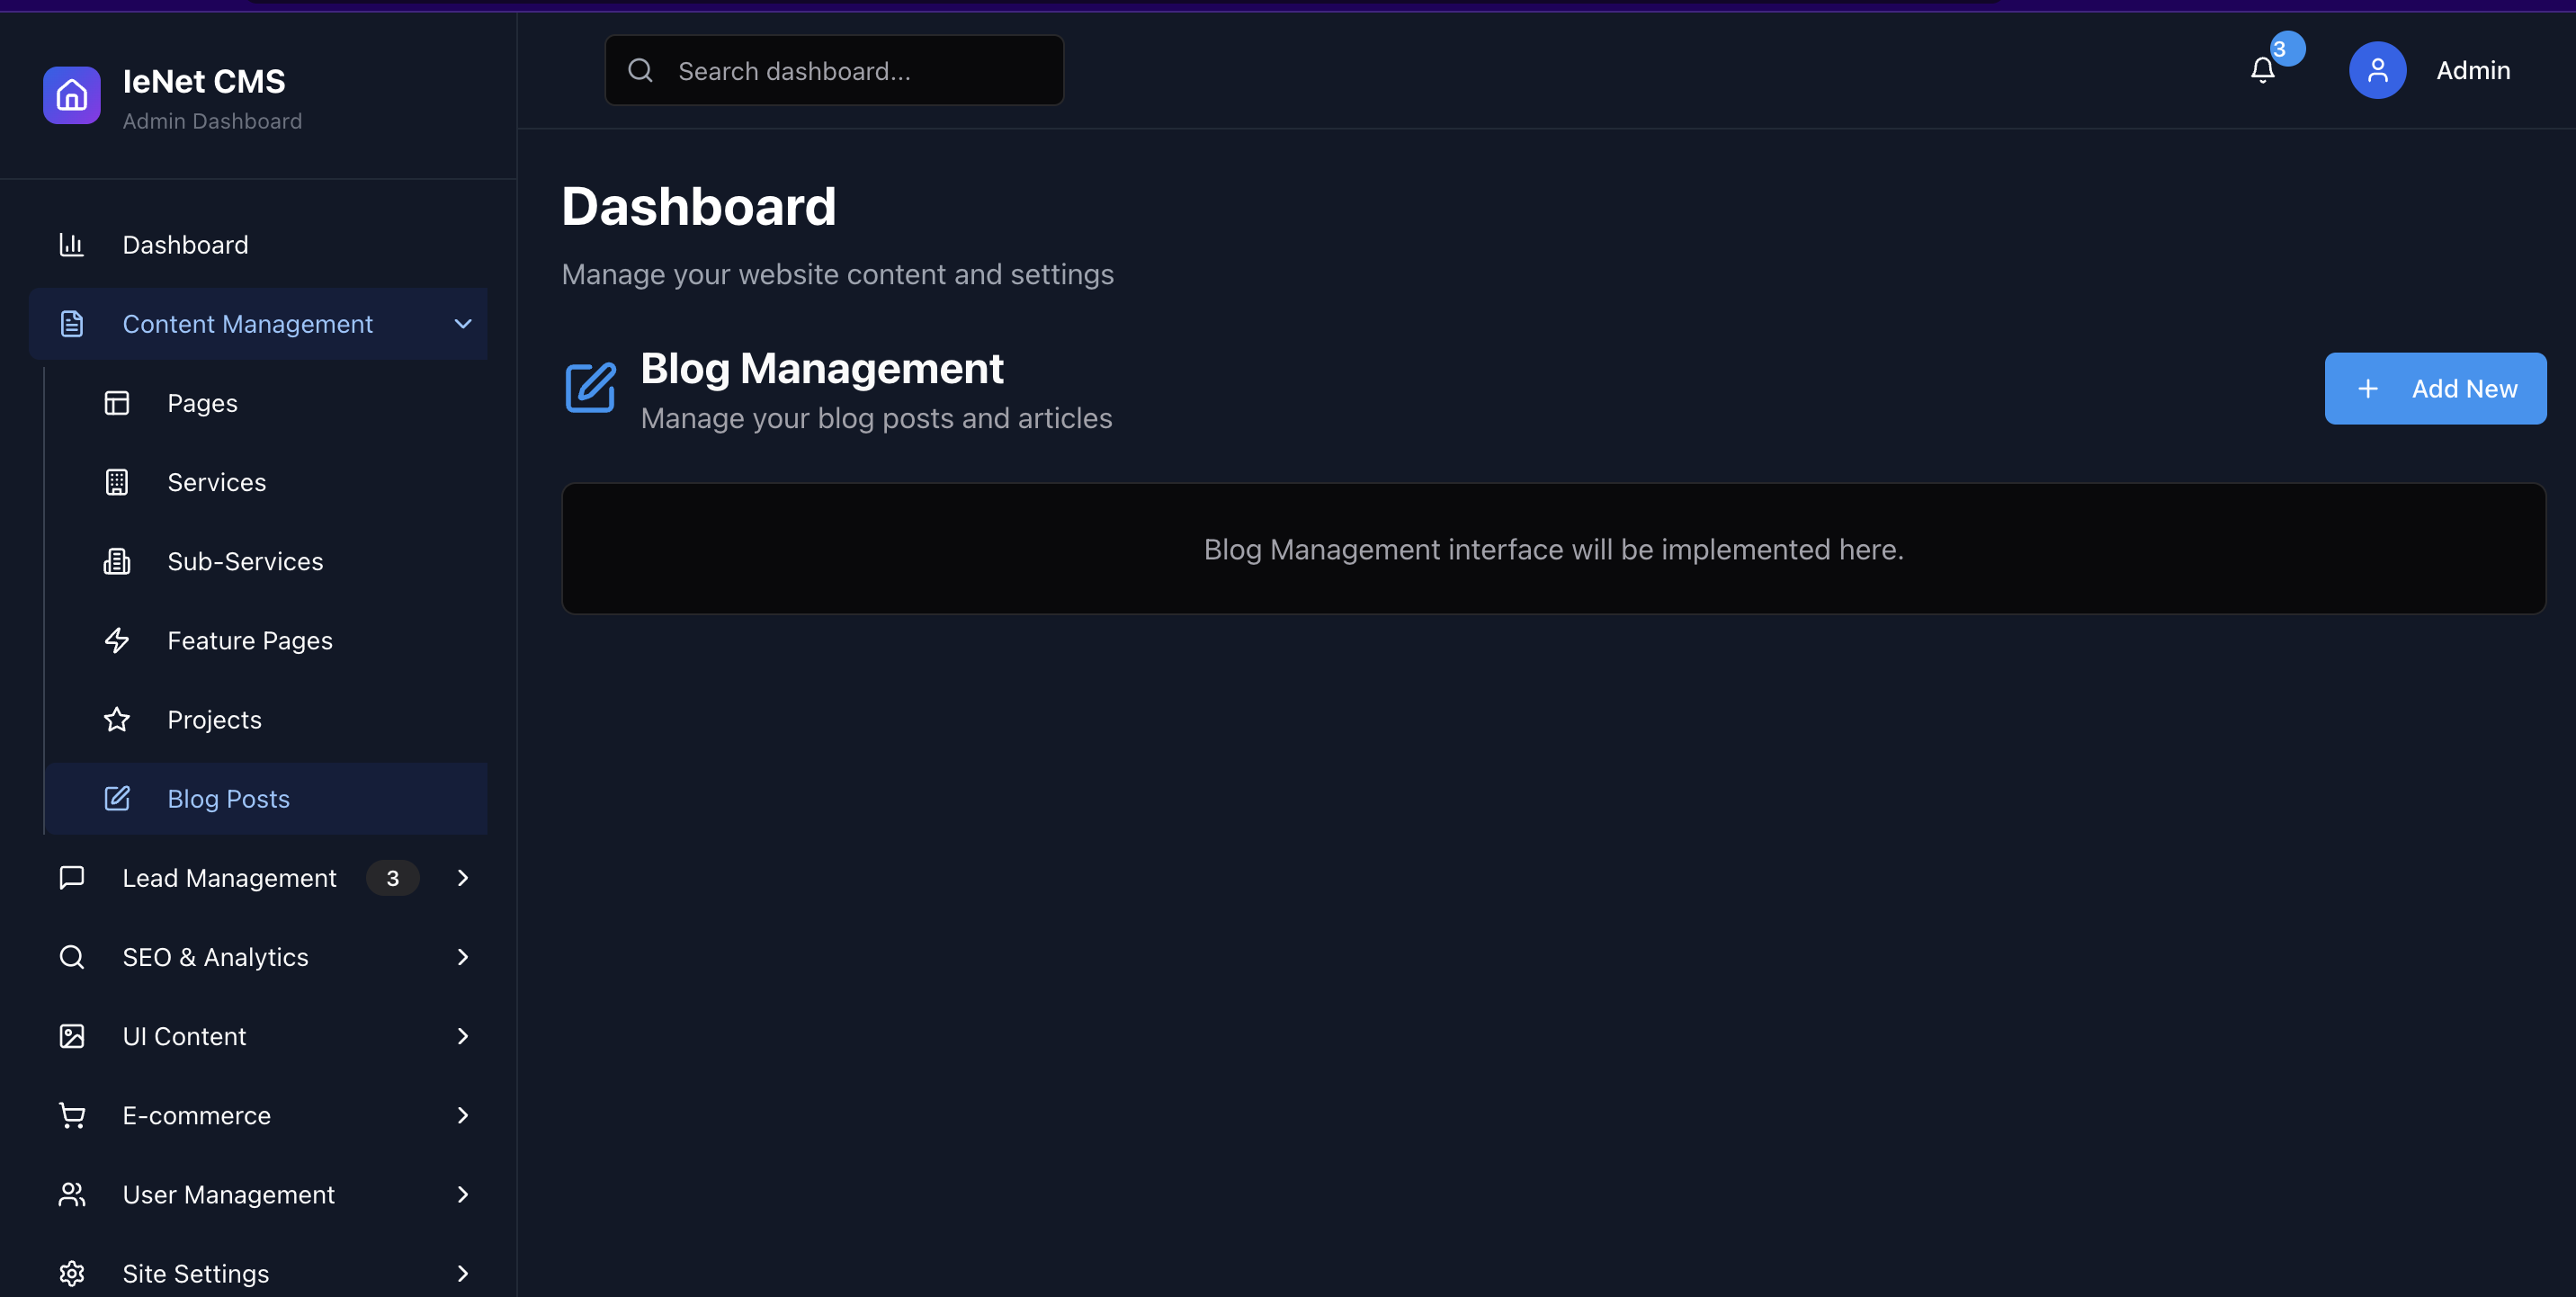 IeNet CMS
Admin Dashboard
Search dashboard...
3
Admin
Dashboard
Content Management
Pages
Services
Sub-Services
Feature Pages
Projects
Blog Posts
Lead Management 3
SEO & Analytics
UI Content
E-commerce
User Management
Site Settings
Dashboard
Manage your website content and settings
Blog Management
Manage your blog posts and articles
Add New
Blog Management interface will be implemented here.